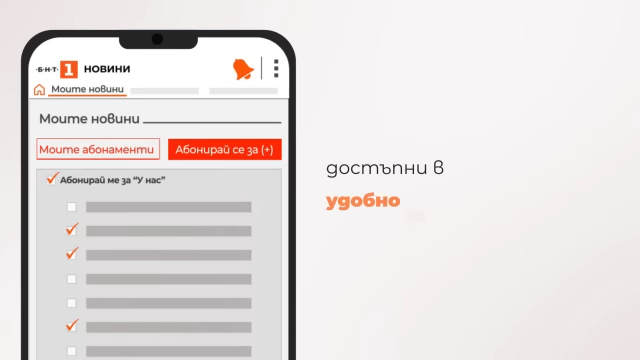 ·Б·Н·Т· 1 НОВИНИ
Моите новини
Моите новини
Моите абонаменти
Абонирай се за (+)
Абонирай ме за "У нас"
достъпни в
удобно